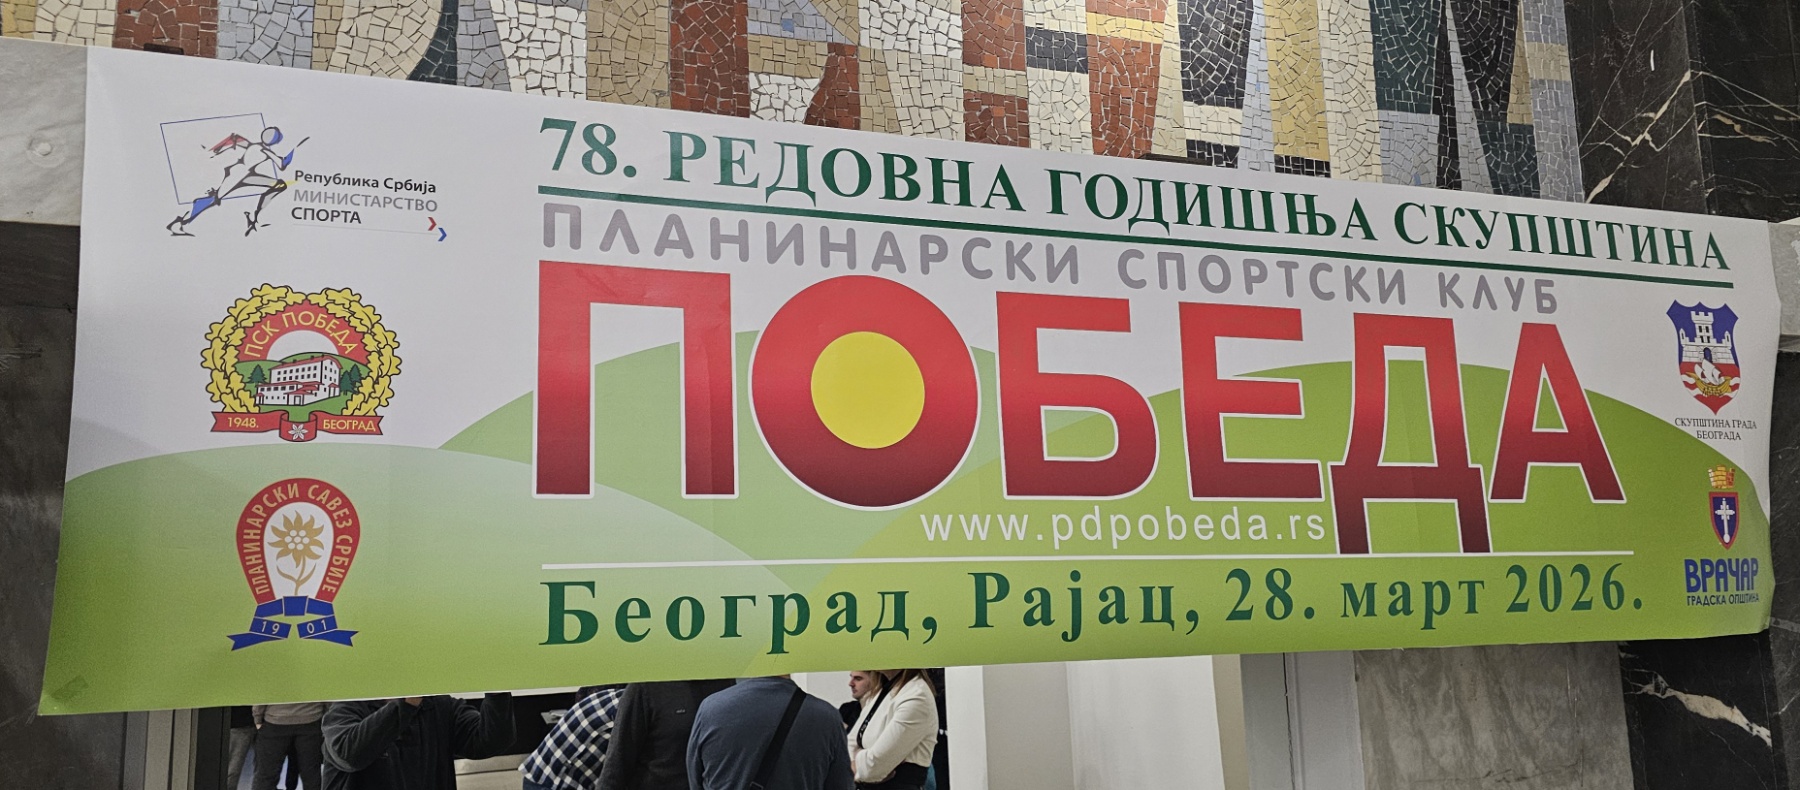 78. РЕДОВНА ГОДИШЊА СКУПШТИНА
ПЛАНИНАРСКИ СПОРТСКИ КЛУБ
ПОБЕДА
www.pdpobeda.rs
Београд, Рајац, 28. март 2026.
Република Србија
МИНИСТАРСТВО
СПОРТА
ПСК ПОБЕДА
1948. БЕОГРАД
ПЛАНИНАРСКИ САВЕЗ СРБИЈЕ
1901
СКУПШТИНА ГРАДА
БЕОГРАДА
ВРАЧАР
ГРАДСКА ОПШТИНА